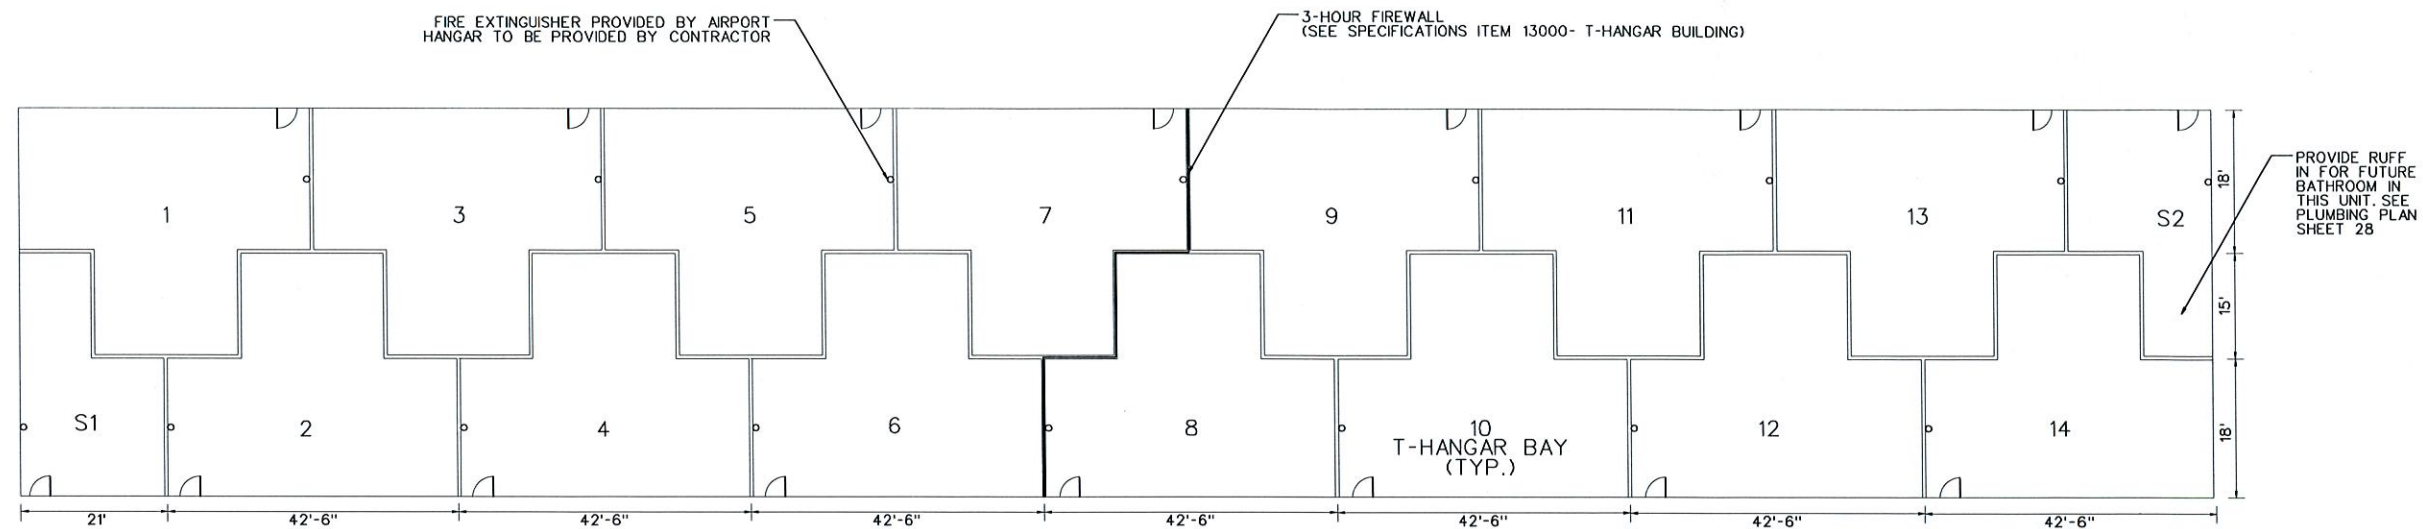 FIRE EXTINGUISHER PROVIDED BY AIRPORT
HANGAR TO BE PROVIDED BY CONTRACTOR
3-HOUR FIREWALL
(SEE SPECIFICATIONS ITEM 13000- T-HANGAR BUILDING)
PROVIDE RUFF
IN FOR FUTURE
BATHROOM IN
THIS UNIT. SEE
PLUMBING PLAN
SHEET 28
1
3
5
7
9
11
13
S2
18'
15'
18'
S1
2
4
6
8
10
T-HANGAR BAY
(TYP.)
12
14
21'
42'-6"
42'-6"
42'-6"
42'-6"
42'-6"
42'-6"
42'-6"